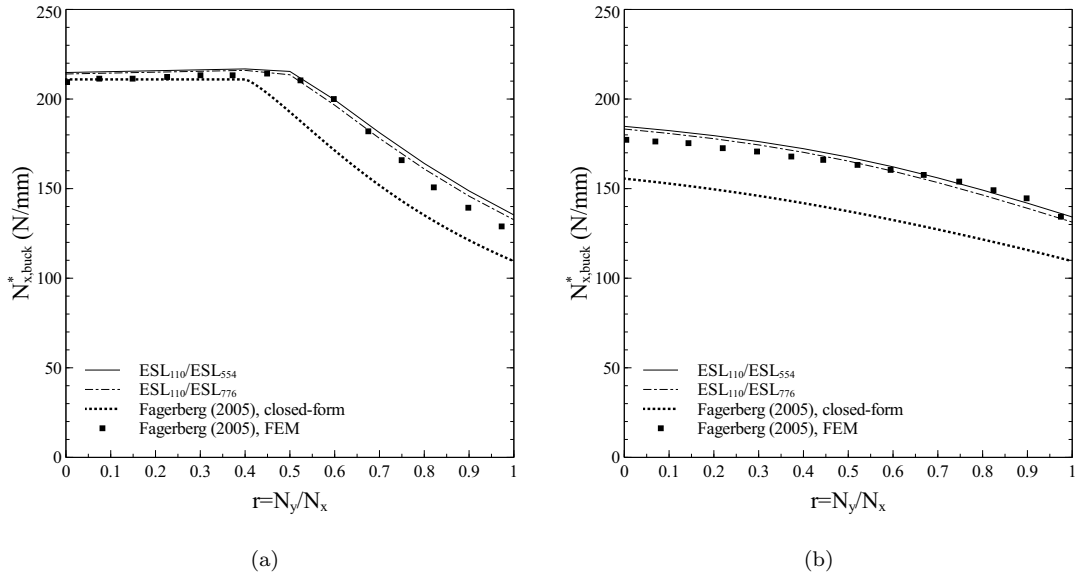 250
200
150
100
50
0
N*x,buck (N/mm)
ESL110/ESL554
ESL110/ESL776
Fagerberg (2005), closed-form
Fagerberg (2005), FEM
0 0.1 0.2 0.3 0.4 0.5 0.6 0.7 0.8 0.9 1
r=Ny/Nx
(a)
250
200
150
100
50
0
N*x,buck (N/mm)
ESL110/ESL554
ESL110/ESL776
Fagerberg (2005), closed-form
Fagerberg (2005), FEM
0 0.1 0.2 0.3 0.4 0.5 0.6 0.7 0.8 0.9 1
r=Ny/Nx
(b)